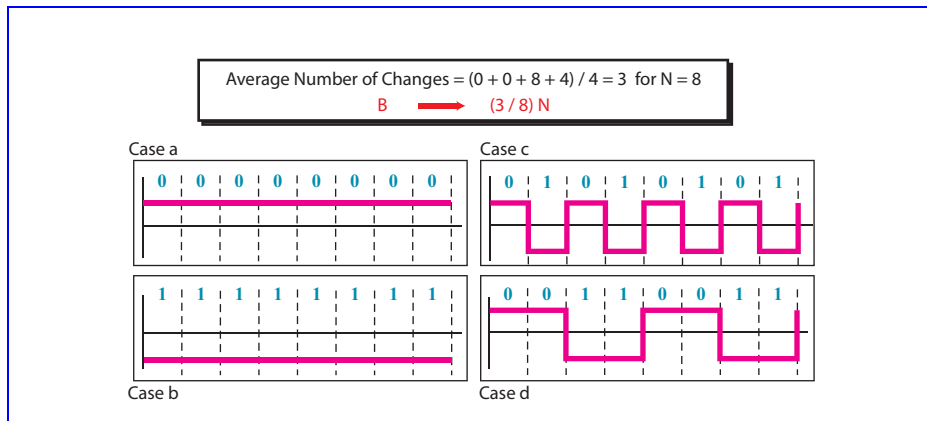 Average Number of Changes = (0 + 0 + 8 + 4) / 4 = 3 for N = 8
B (3 / 8) N
Case a
0 0 0 0 0 0 0 0
Case c
0 1 0 1 0 1 0 1
1 1 1 1 1 1 1 1
Case b
0 0 1 1 0 0 1 1
Case d